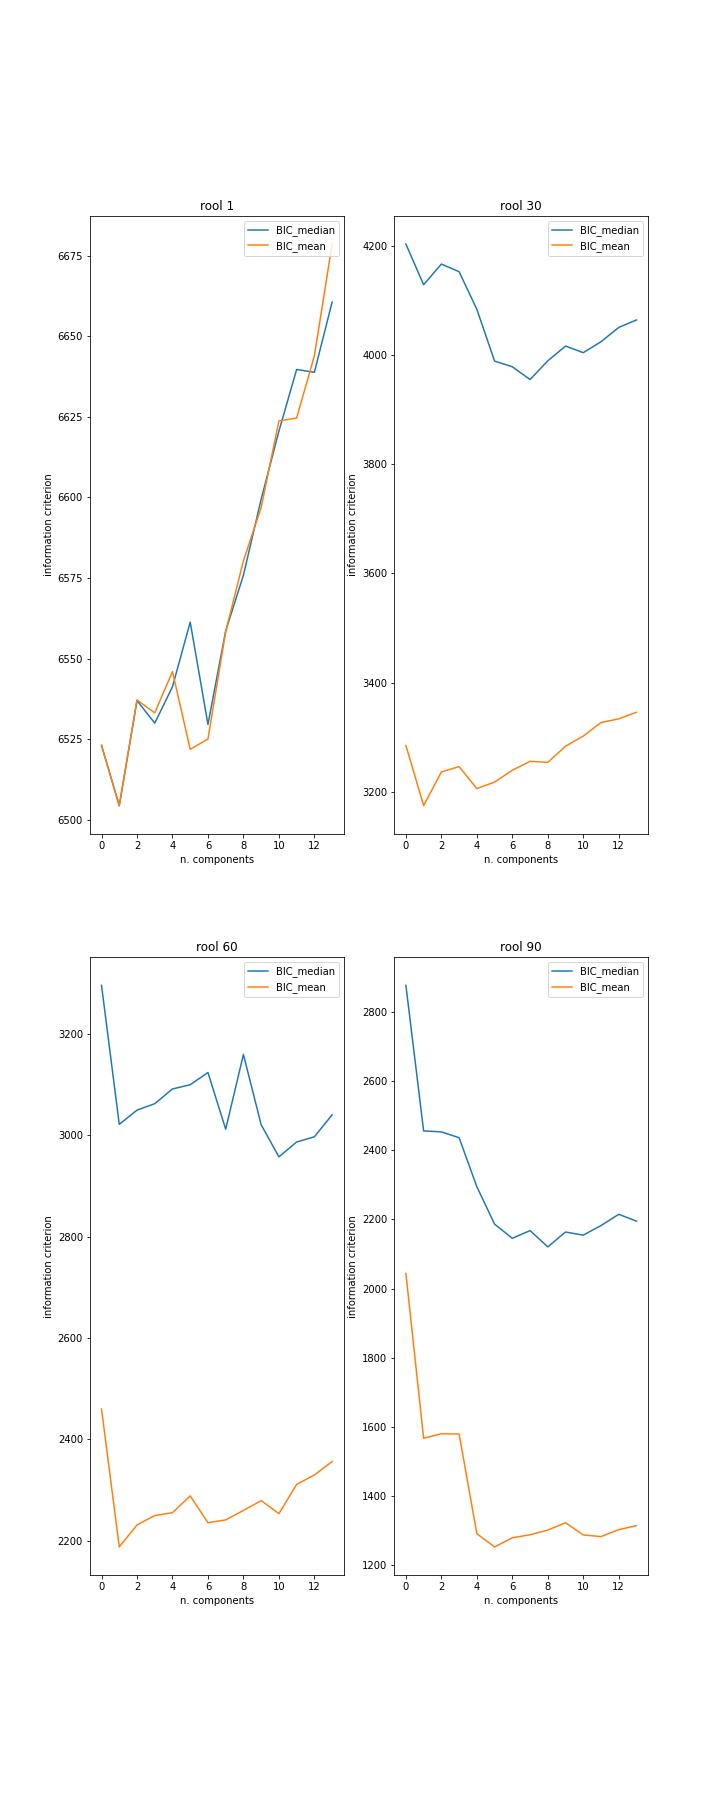 rool 1
BIC_median
BIC_mean
6675
6650
6625
6600
6575
6550
6525
6500
information criterion
0 2 4 6 8 10 12
n. components
rool 30
BIC_median
BIC_mean
4200
4000
3800
3600
3400
3200
information criterion
0 2 4 6 8 10 12
n. components
rool 60
BIC_median
BIC_mean
3200
3000
2800
2600
2400
2200
information criterion
0 2 4 6 8 10 12
n. components
rool 90
BIC_median
BIC_mean
2800
2600
2400
2200
2000
1800
1600
1400
1200
information criterion
0 2 4 6 8 10 12
n. components